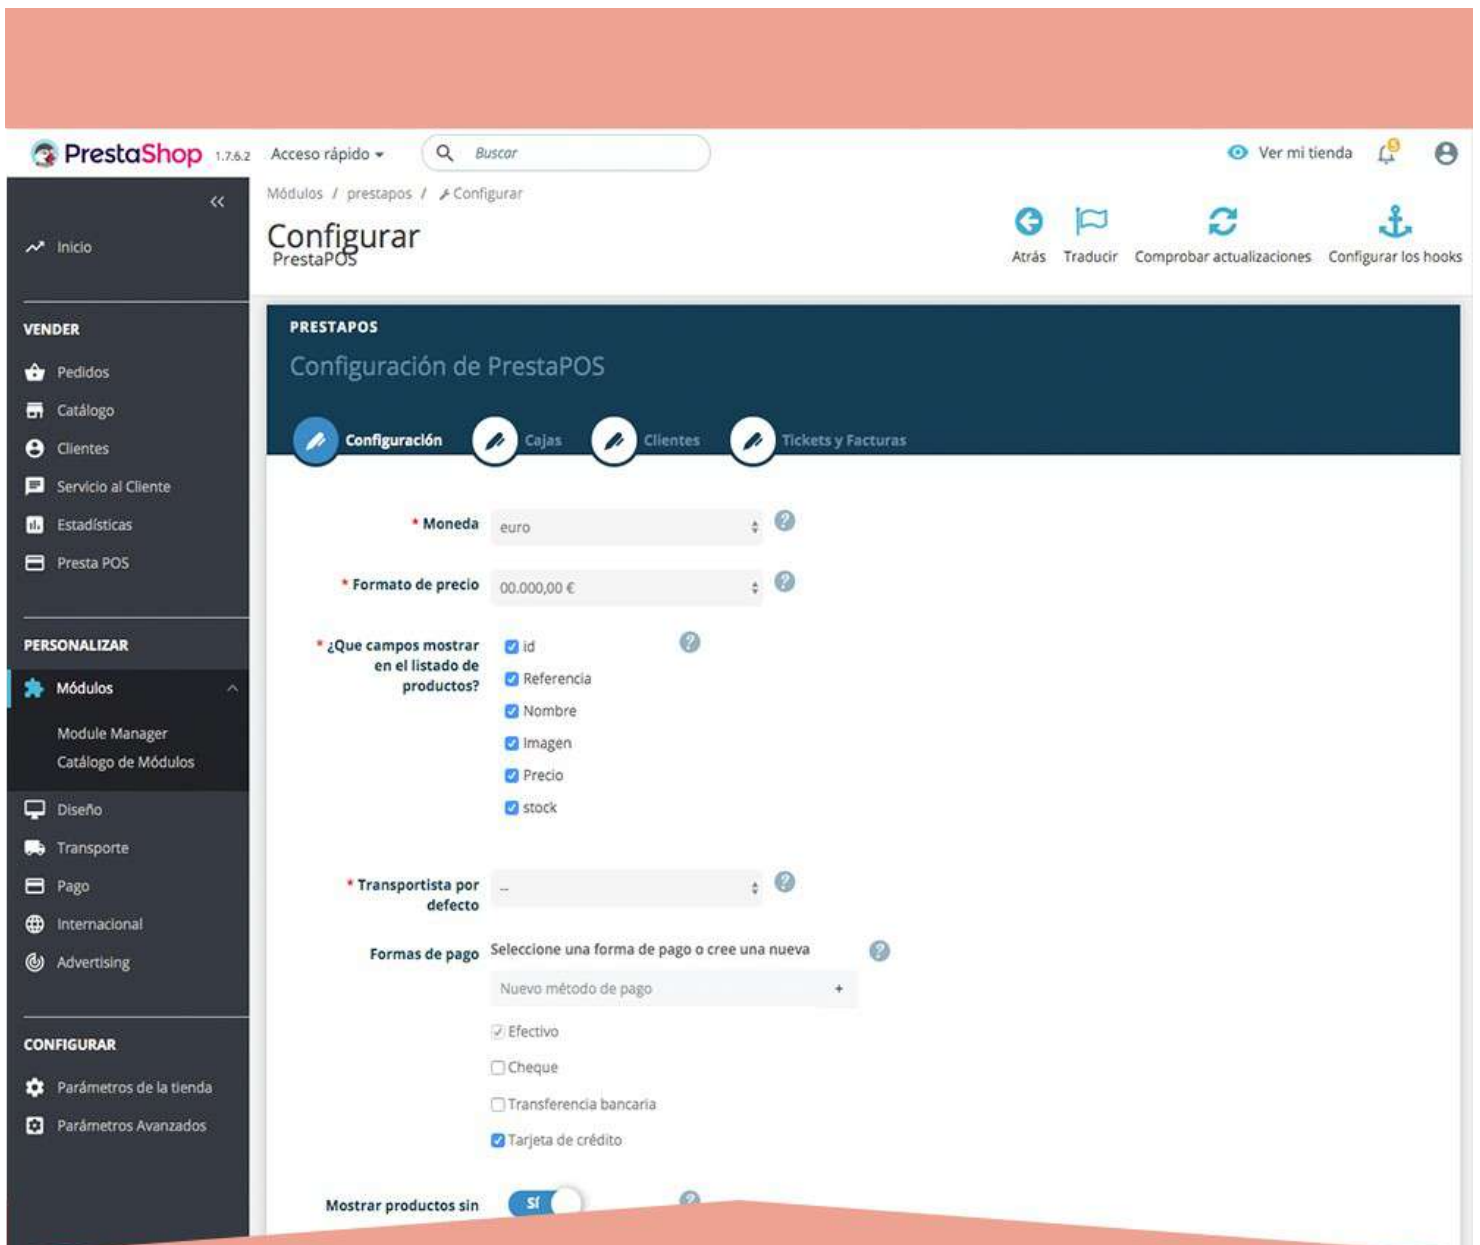 PrestaShop 1.7.6.2 Acceso rápido Buscar Ver mi tienda 5
Módulos / prestapos / Configurar
Configurar
PrestaPOS
Atrás Traducir Comprobar actualizaciones Configurar los hooks
Inicio
VENDER
Pedidos
Catálogo
Clientes
Servicio al Cliente
Estadísticas
Presta POS
PERSONALIZAR
Módulos
Module Manager
Catálogo de Módulos
Diseño
Transporte
Pago
Internacional
Advertising
CONFIGURAR
Parámetros de la tienda
Parámetros Avanzados
PRESTAPOS
Configuración de PrestaPOS
Configuración Cajas Clientes Tickets y Facturas
* Moneda euro ?
* Formato de precio 00.000,00 € ?
* ¿Que campos mostrar
en el listado de
productos?
?
id
Referencia
Nombre
Imagen
Precio
stock
* Transportista por
defecto
-- ?
Formas de pago Seleccione una forma de pago o cree una nueva ?
Nuevo método de pago +
Efectivo
Cheque
Transferencia bancaria
Tarjeta de crédito
Mostrar productos sin SÍ ?